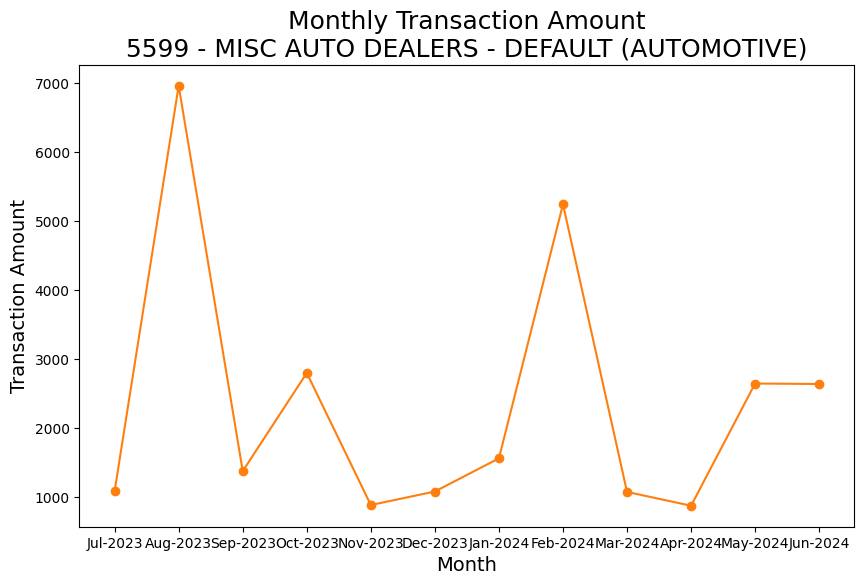 Monthly Transaction Amount
5599 - MISC AUTO DEALERS - DEFAULT (AUTOMOTIVE)
7000
6000
5000
4000
3000
2000
1000
Transaction Amount
Jul-2023 Aug-2023 Sep-2023 Oct-2023 Nov-2023 Dec-2023 Jan-2024 Feb-2024 Mar-2024 Apr-2024 May-2024 Jun-2024
Month